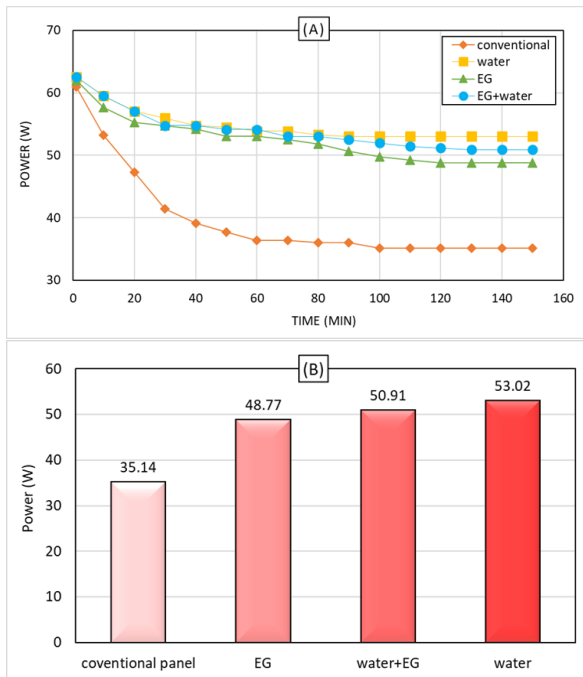 (A)
70
60
50
40
30
POWER (W)
conventional
water
EG
EG+water
0 20 40 60 80 100 120 140 160
TIME (MIN)
(B)
60
50
40
30
20
10
0
Power (W)
35.14
48.77
50.91
53.02
coventional panel EG water+EG water